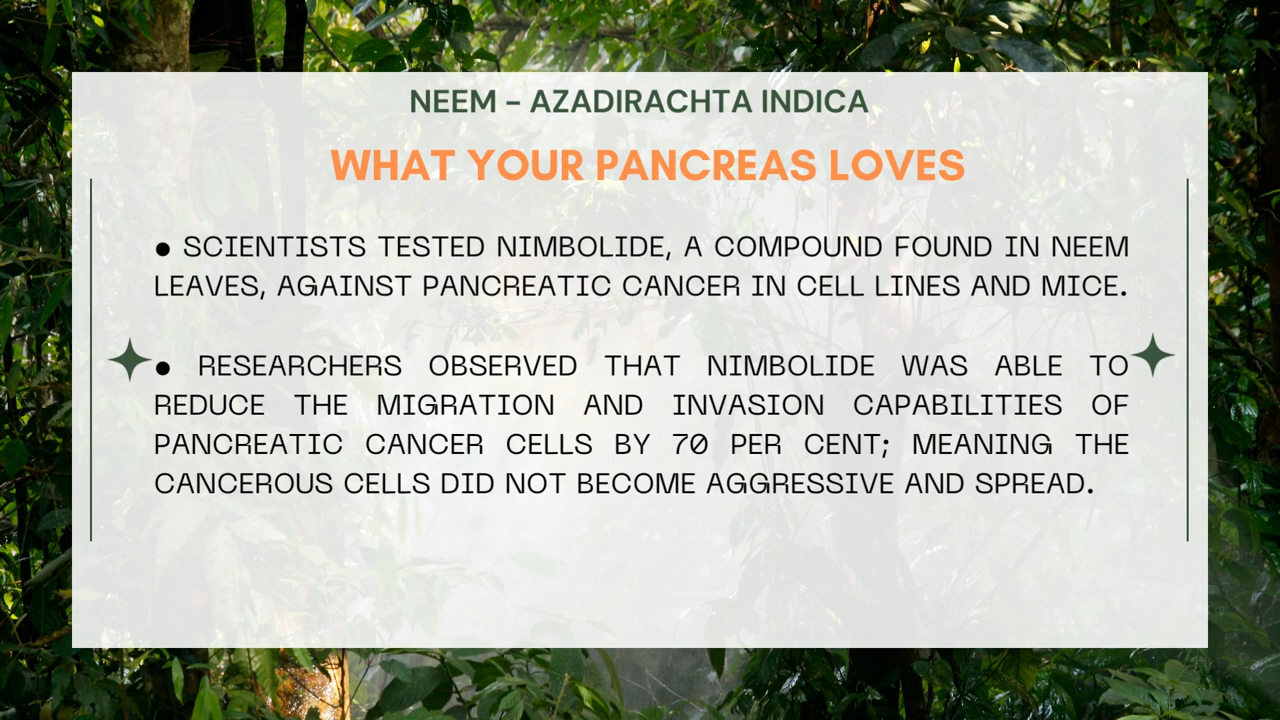 NEEM – AZADIRACHTA INDICA
WHAT YOUR PANCREAS LOVES
● SCIENTISTS TESTED NIMBOLIDE, A COMPOUND FOUND IN NEEM
LEAVES, AGAINST PANCREATIC CANCER IN CELL LINES AND MICE.
● RESEARCHERS OBSERVED THAT NIMBOLIDE WAS ABLE TO
REDUCE THE MIGRATION AND INVASION CAPABILITIES OF
PANCREATIC CANCER CELLS BY 70 PER CENT; MEANING THE
CANCEROUS CELLS DID NOT BECOME AGGRESSIVE AND SPREAD.